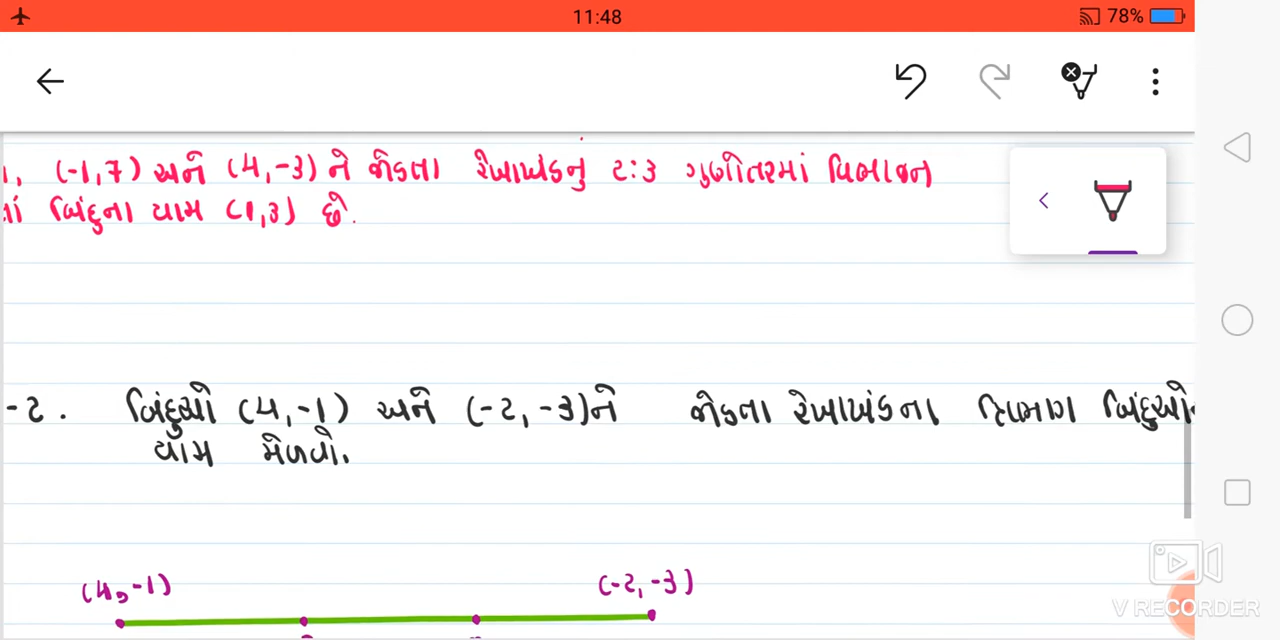 11:48
78%
(-1,7) અને (4,-3) ને જોડતા રેખાખંડનું 2:3 ગુણોત્તરમાં વિભાજન
બિંદુના યામ (1,3) છે.
-2. બિંદુઓ (4,-1) અને (-2,-3)ને જોડતા રેખાખંડના ત્રિભાગ બિંદુઓ
યામ મેળવો.
(4,-1) (-2,-3)
V RECORDER